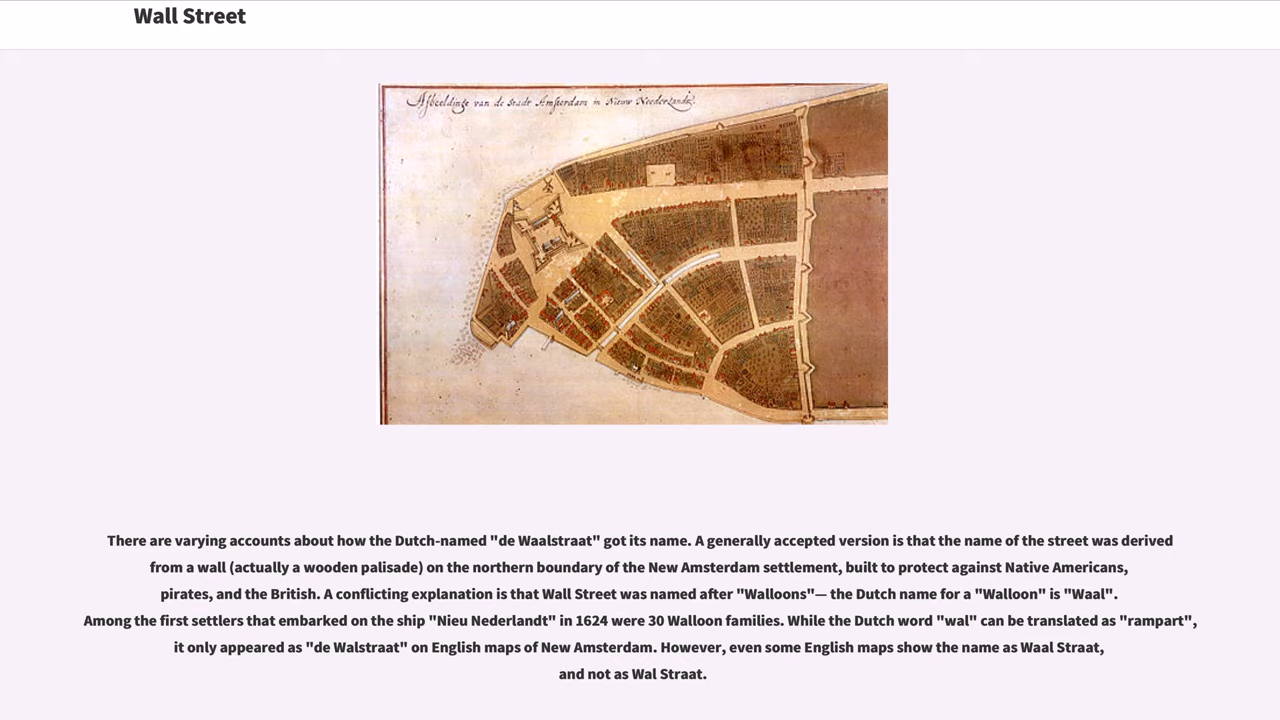 Wall Street
Afbeeldinge van de Stadt Amsterdam in Nieuw Neederlandt.
There are varying accounts about how the Dutch-named "de Waalstraat" got its name. A generally accepted version is that the name of the street was derived
from a wall (actually a wooden palisade) on the northern boundary of the New Amsterdam settlement, built to protect against Native Americans,
pirates, and the British. A conflicting explanation is that Wall Street was named after "Walloons"— the Dutch name for a "Walloon" is "Waal".
Among the first settlers that embarked on the ship "Nieu Nederlandt" in 1624 were 30 Walloon families. While the Dutch word "wal" can be translated as "rampart",
it only appeared as "de Walstraat" on English maps of New Amsterdam. However, even some English maps show the name as Waal Straat,
and not as Wal Straat.